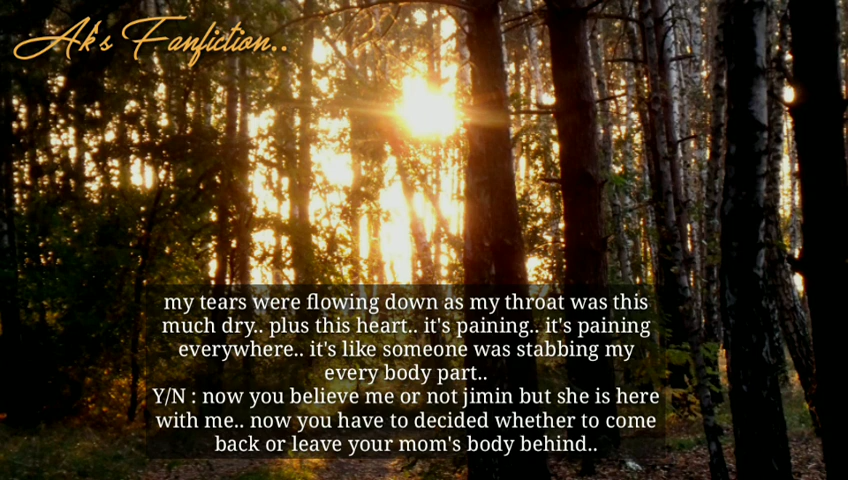 Ak's Fanfiction..
my tears were flowing down as my throat was this
much dry.. plus this heart.. it's paining.. it's paining
everywhere.. it's like someone was stabbing my
every body part..
Y/N : now you believe me or not jimin but she is here
with me.. now you have to decided whether to come
back or leave your mom's body behind..